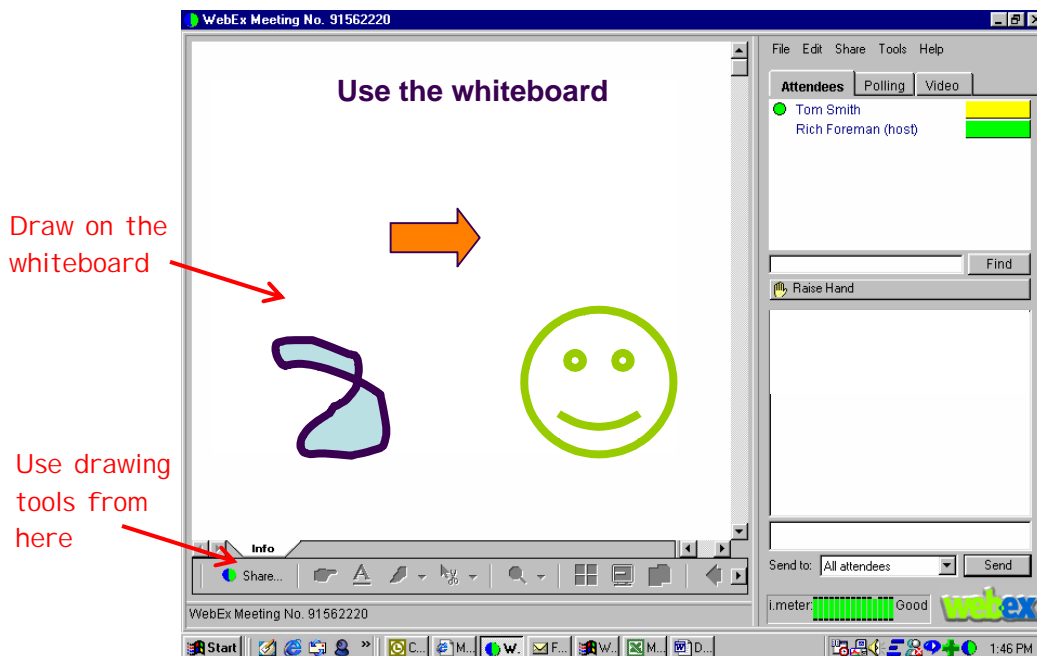 WebEx Meeting No. 91562220
Use the whiteboard
Draw on the
whiteboard
Use drawing
tools from
here
Info
Share...
WebEx Meeting No. 91562220
File Edit Share Tools Help
Attendees Polling Video
Tom Smith
Rich Foreman (host)
Find
Raise Hand
Send to: All attendees Send
i.meter: Good webex
Start » C... M... W. F... W... M... D... 1:46 PM